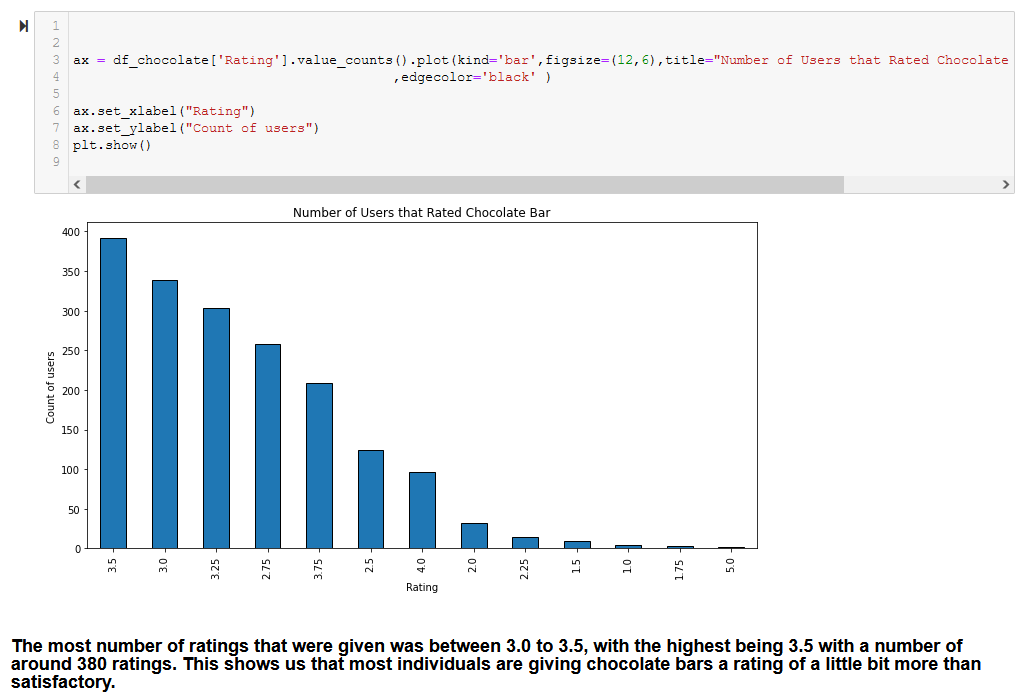 1
2
3 ax = df_chocolate['Rating'].value_counts().plot(kind='bar',figsize=(12,6),title="Number of Users that Rated Chocolate
4 ,edgecolor='black' )
5
6 ax.set_xlabel("Rating")
7 ax.set_ylabel("Count of users")
8 plt.show()
9
Number of Users that Rated Chocolate Bar
400
350
300
250
200
150
100
50
0
Count of users
3.5 3.0 3.25 2.75 3.75 2.5 4.0 2.0 2.25 1.5 1.0 1.75 5.0
Rating
The most number of ratings that were given was between 3.0 to 3.5, with the highest being 3.5 with a number of
around 380 ratings. This shows us that most individuals are giving chocolate bars a rating of a little bit more than
satisfactory.